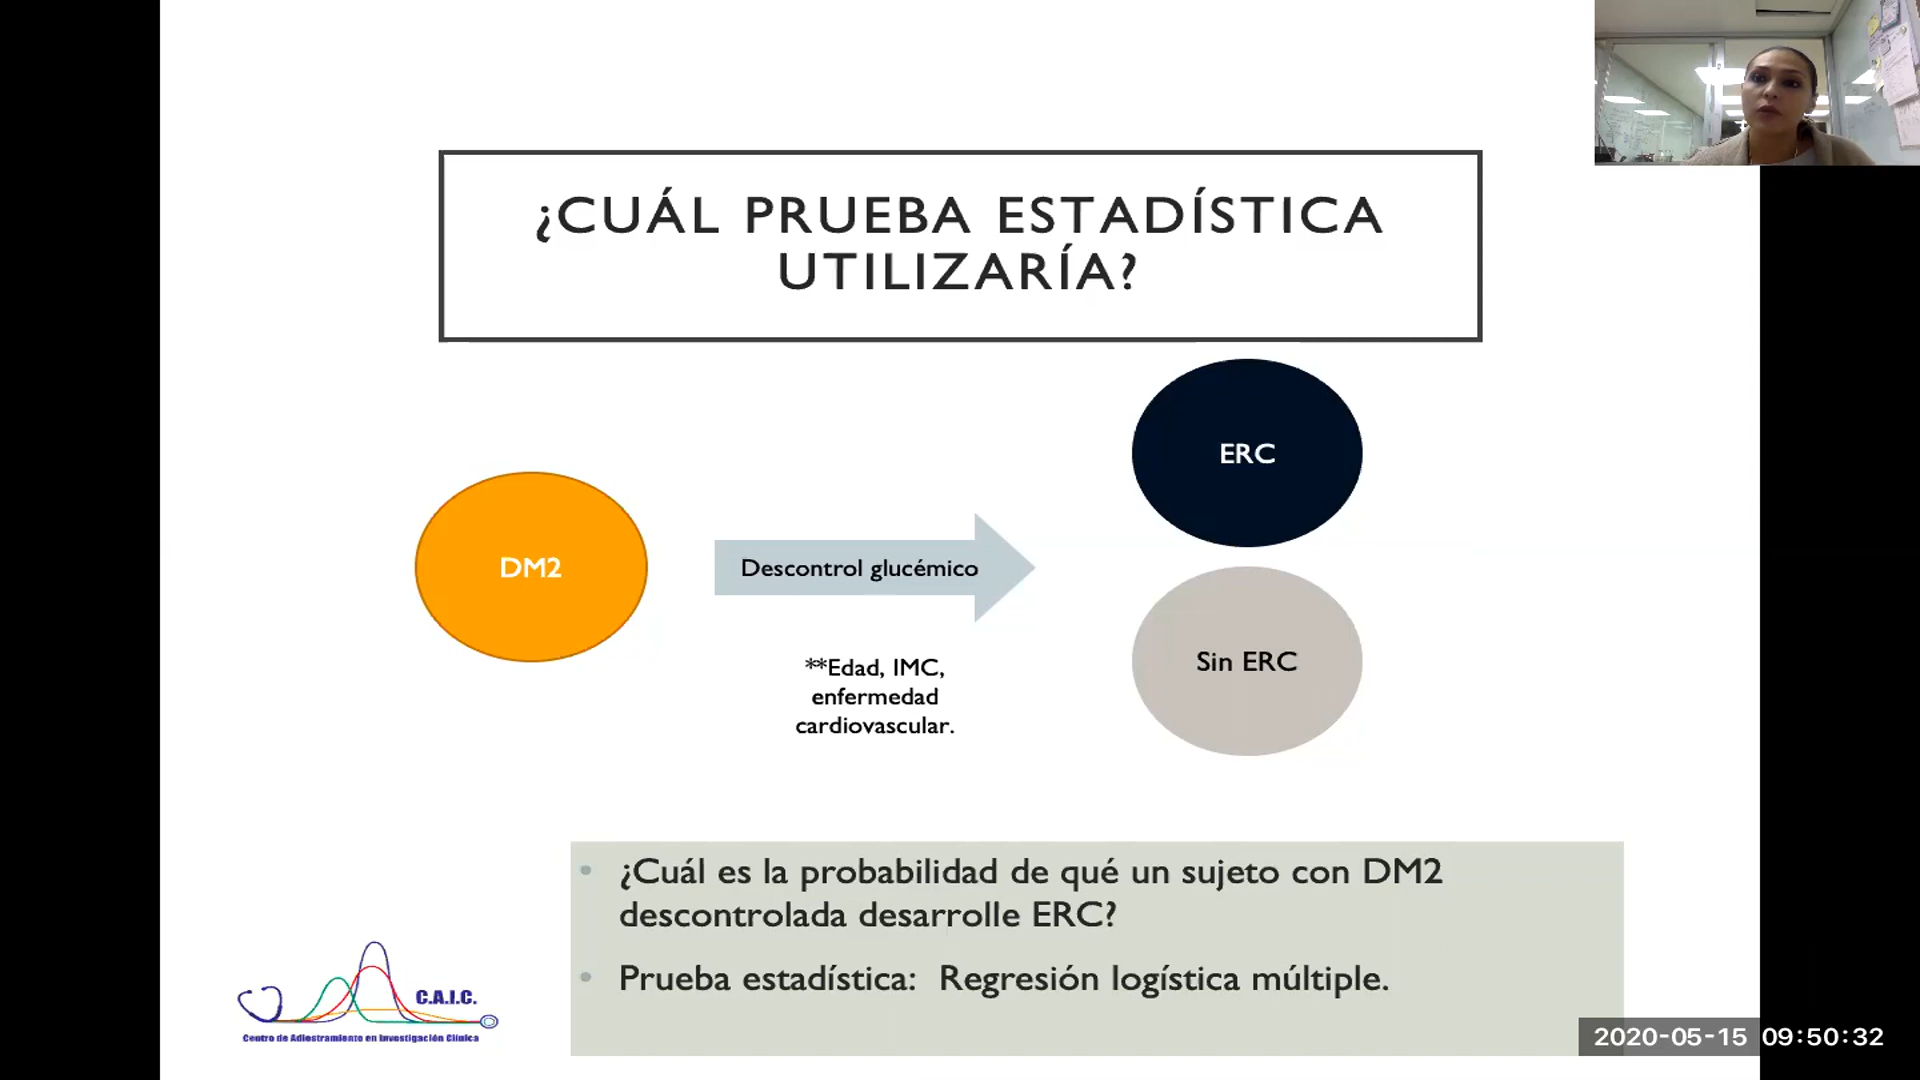 ¿CUÁL PRUEBA ESTADÍSTICA
UTILIZARÍA?
ERC
DM2
Descontrol glucémico
Sin ERC
**Edad, IMC,
enfermedad
cardiovascular.
• ¿Cuál es la probabilidad de qué un sujeto con DM2
descontrolada desarrolle ERC?
• Prueba estadística: Regresión logística múltiple.
C.A.I.C.
Centro de Adiestramiento en Investigación Clínica
2020-05-15 09:50:32